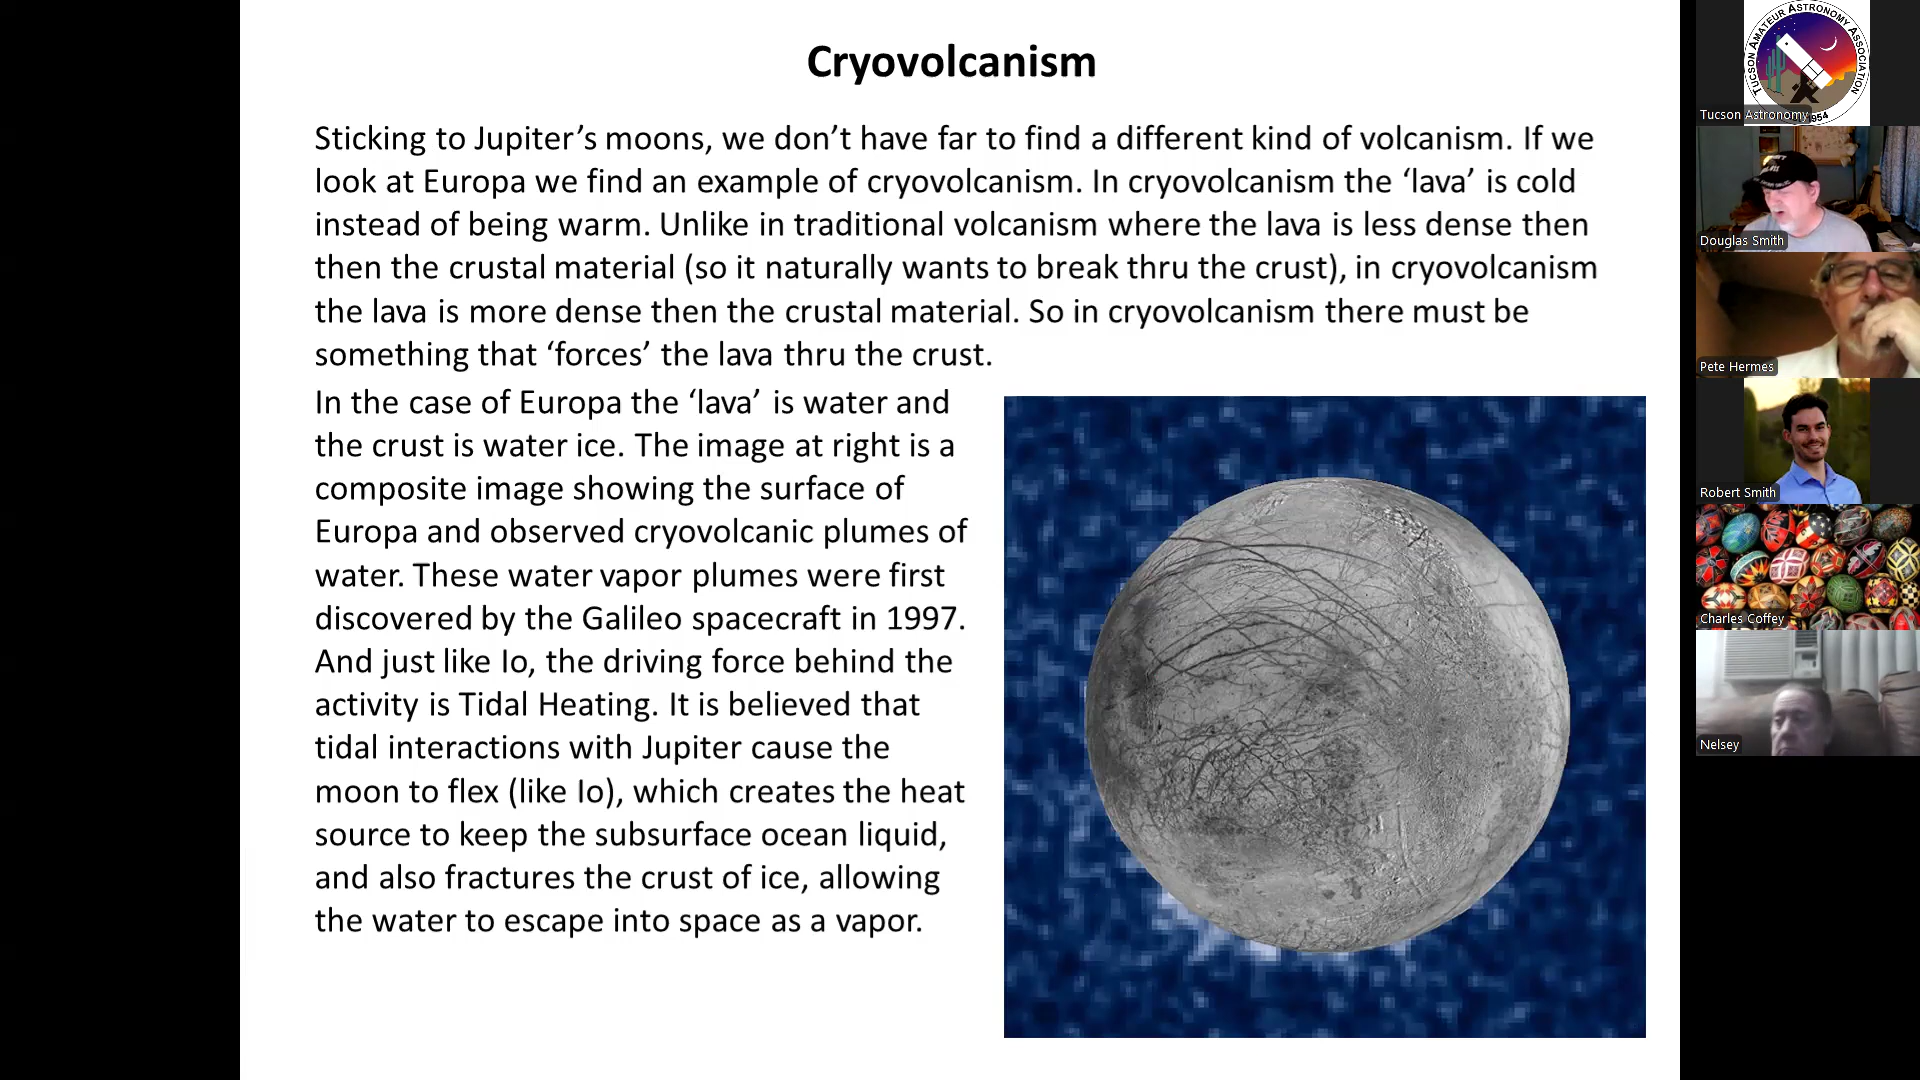 Cryovolcanism
Sticking to Jupiter’s moons, we don’t have far to find a different kind of volcanism. If we
look at Europa we find an example of cryovolcanism. In cryovolcanism the ‘lava’ is cold
instead of being warm. Unlike in traditional volcanism where the lava is less dense then
then the crustal material (so it naturally wants to break thru the crust), in cryovolcanism
the lava is more dense then the crustal material. So in cryovolcanism there must be
something that ‘forces’ the lava thru the crust.
In the case of Europa the ‘lava’ is water and
the crust is water ice. The image at right is a
composite image showing the surface of
Europa and observed cryovolcanic plumes of
water. These water vapor plumes were first
discovered by the Galileo spacecraft in 1997.
And just like Io, the driving force behind the
activity is Tidal Heating. It is believed that
tidal interactions with Jupiter cause the
moon to flex (like Io), which creates the heat
source to keep the subsurface ocean liquid,
and also fractures the crust of ice, allowing
the water to escape into space as a vapor.
TUCSON AMATEUR ASTRONOMY ASSOCIATION
Tucson Astronomy
Douglas Smith
Pete Hermes
Robert Smith
Charles Coffey
Nelsey